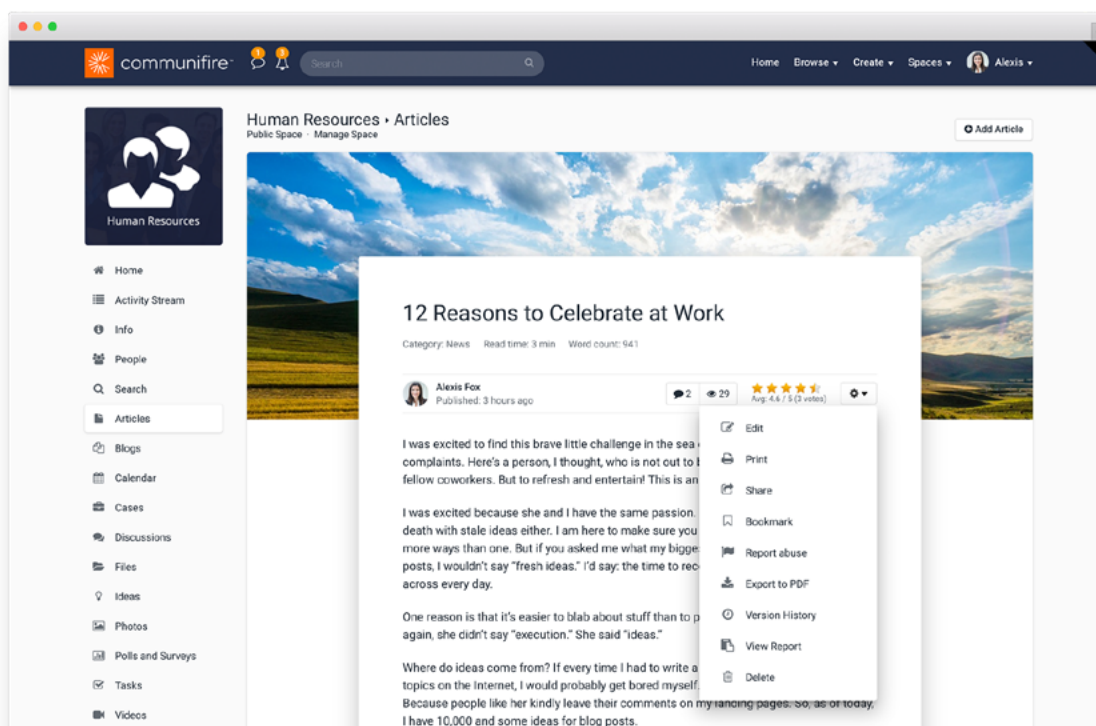 communifire
1
3
Search
Home
Browse
Create
Spaces
Alexis
Human Resources
Human Resources › Articles
Public Space · Manage Space
Add Article
Home
Activity Stream
Info
People
Search
Articles
Blogs
Calendar
Cases
Discussions
Files
Ideas
Photos
Polls and Surveys
Tasks
Videos
12 Reasons to Celebrate at Work
Category: News Read time: 3 min Word count: 941
Alexis Fox
Published: 3 hours ago
2
29
Avg: 4.6 / 5 (3 votes)
I was excited to find this brave little challenge in the sea
complaints. Here's a person, I thought, who is not out to
fellow coworkers. But to refresh and entertain! This is an
I was excited because she and I have the same passion.
death with stale ideas either. I am here to make sure you
more ways than one. But if you asked me what my
posts, I wouldn't say "fresh ideas." I'd say: the time to
across every day.
One reason is that it's easier to blab about stuff than to
again, she didn't say "execution." She said "ideas."
Where do ideas come from? If every time I had to write a
topics on the Internet, I would probably get bored myself.
Because people like her kindly leave their comments on my landing pages. So, as of today,
I have 10,000 and some ideas for blog posts.
Edit
Print
Share
Bookmark
Report abuse
Export to PDF
Version History
View Report
Delete